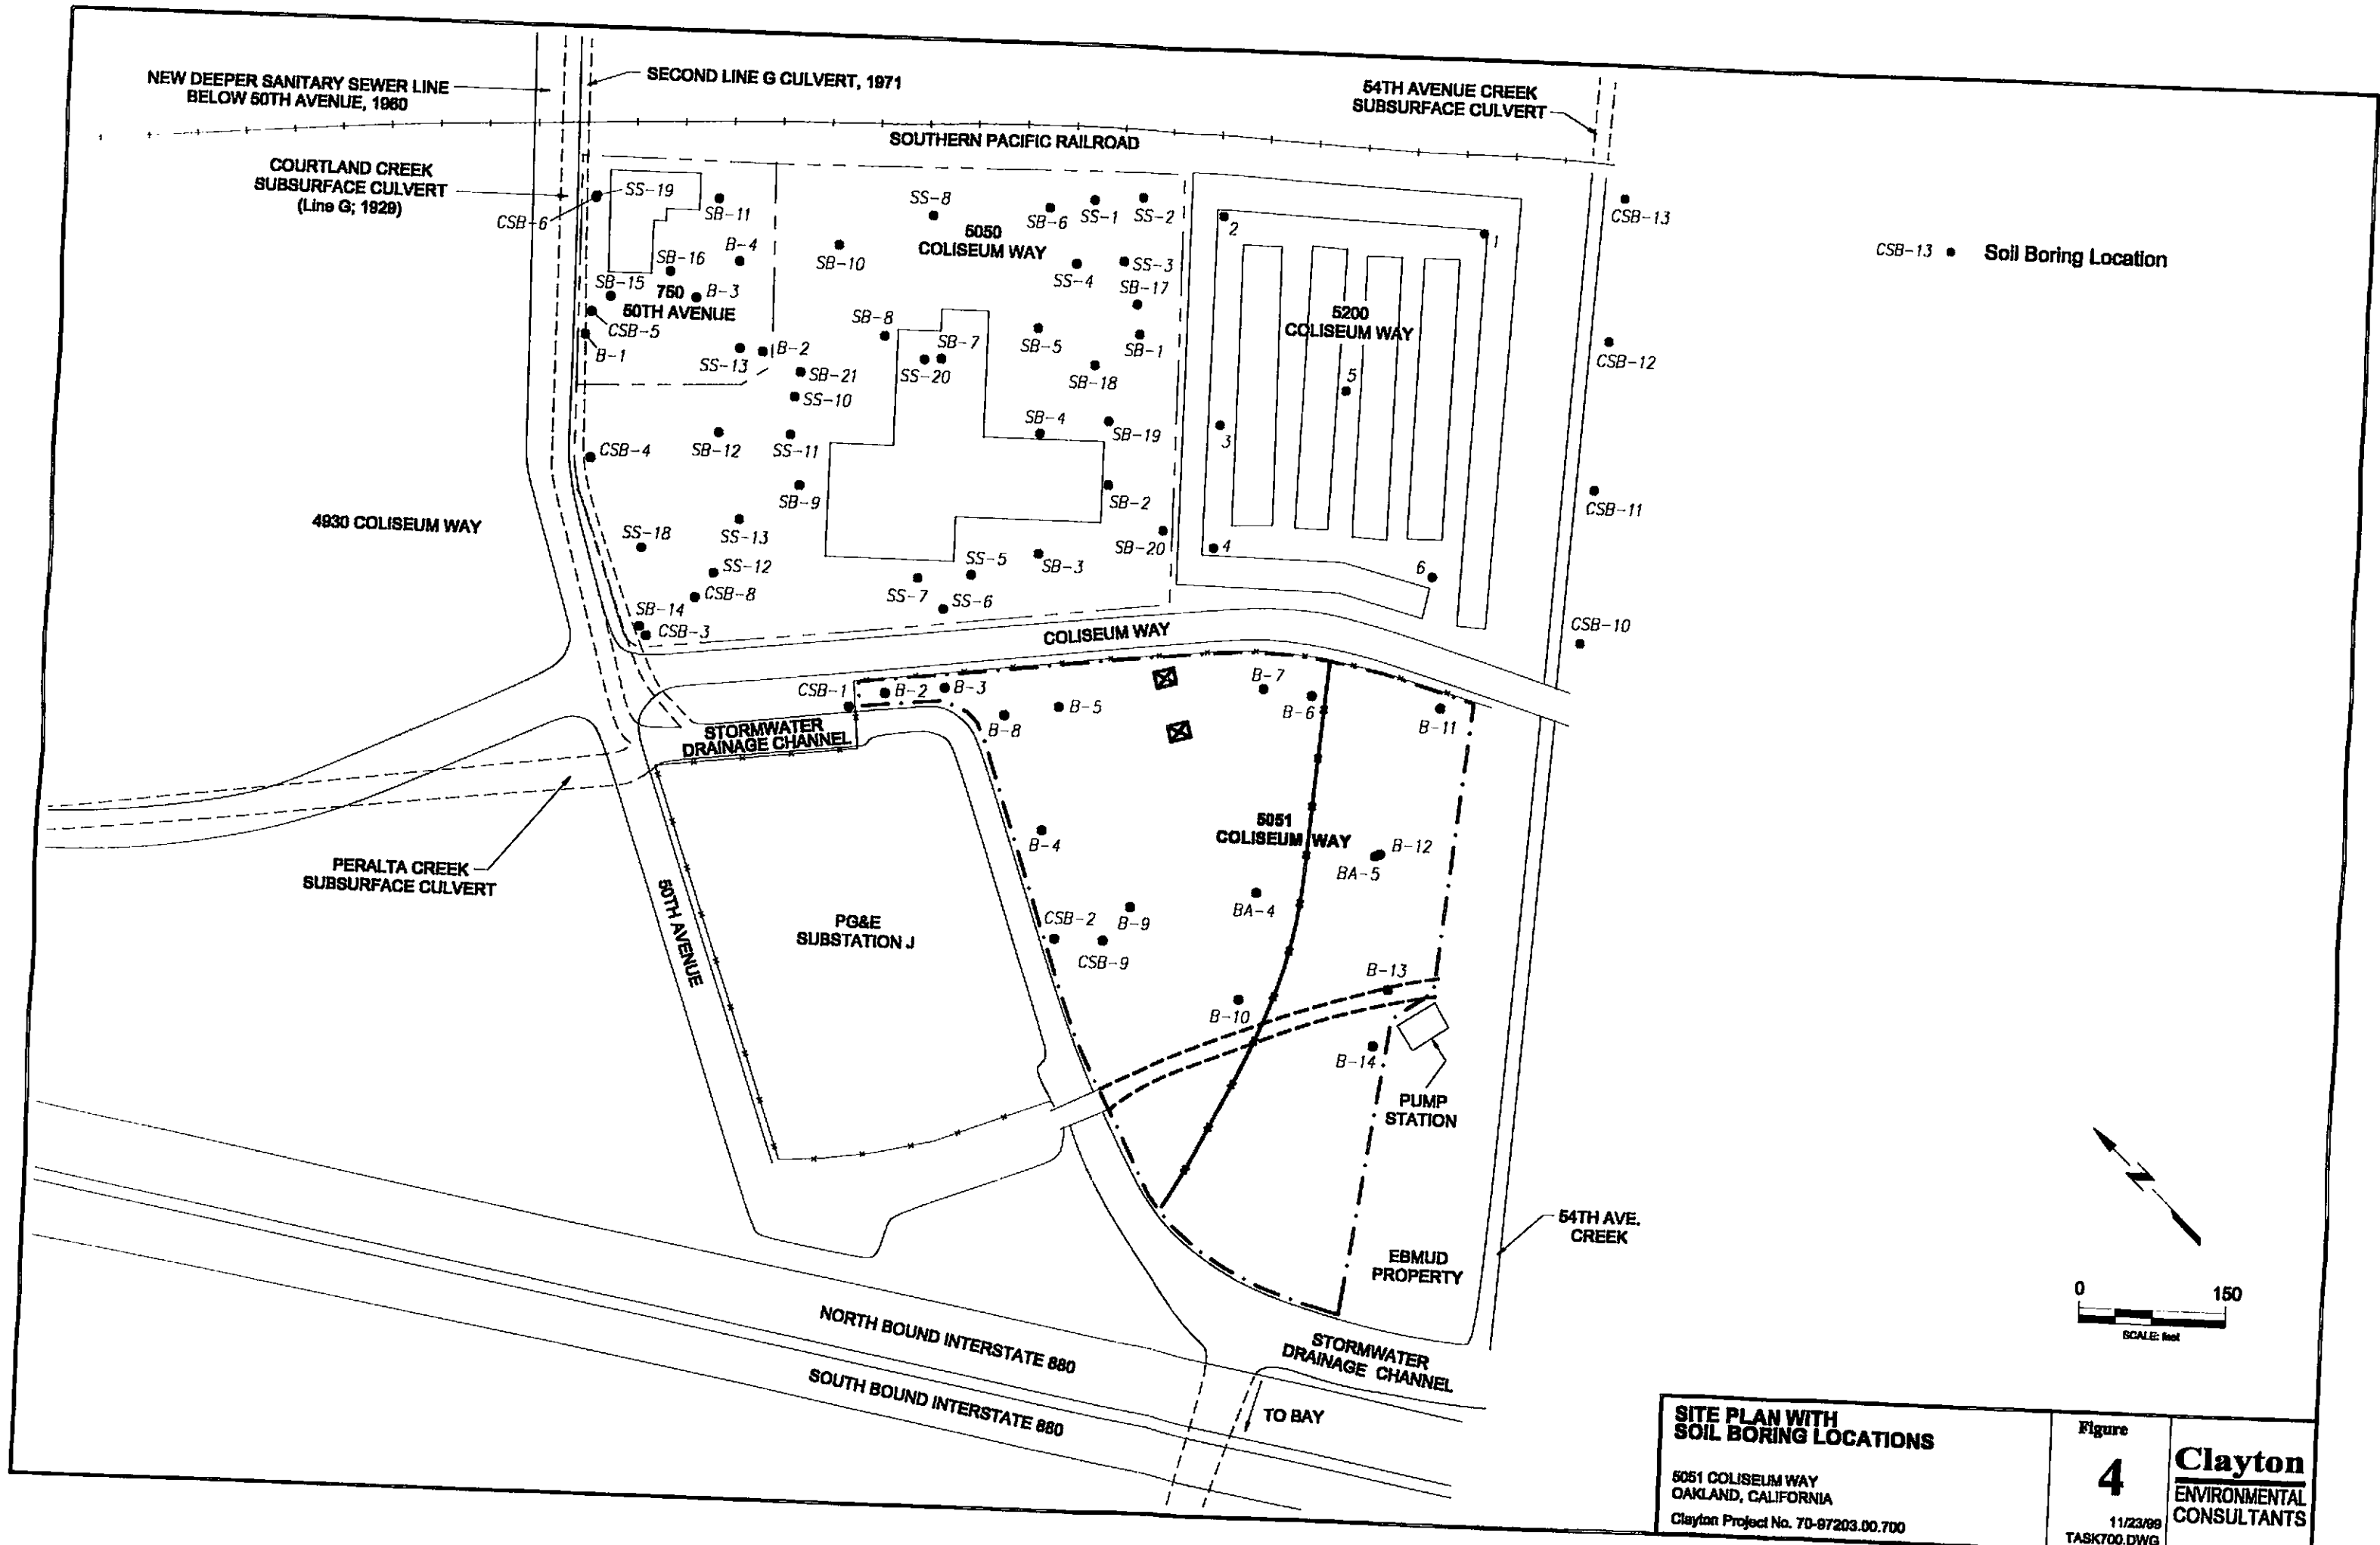 NEW DEEPER SANITARY SEWER LINE
BELOW 50TH AVENUE, 1960
SECOND LINE G CULVERT, 1971
54TH AVENUE CREEK
SUBSURFACE CULVERT
SOUTHERN PACIFIC RAILROAD
COURTLAND CREEK
SUBSURFACE CULVERT
(Line G; 1929)
CSB-6
SS-19
SB-11
SS-8
SB-6
SS-1
SS-2
2
1
CSB-13
CSB-13
Soil Boring Location
5050
COLISEUM WAY
B-4
SB-16
SB-10
SS-4
SS-3
SB-15
750
50TH AVENUE
B-3
SB-17
CSB-5
SB-8
5200
COLISEUM WAY
B-1
SS-13
B-2
SB-7
SS-20
SB-5
SB-1
CSB-12
SB-21
SB-18
5
SS-10
SB-4
SB-19
3
CSB-4
SB-12
SS-11
SB-9
SB-2
CSB-11
4930 COLISEUM WAY
SS-18
SS-13
SB-20
4
SS-12
SS-5
SB-3
6
CSB-8
SS-7
SS-6
SB-14
CSB-3
CSB-10
COLISEUM WAY
CSB-1
B-2
B-3
B-5
B-7
B-8
B-6
B-11
STORMWATER
DRAINAGE CHANNEL
5051
COLISEUM WAY
B-4
B-12
BA-5
PERALTA CREEK
SUBSURFACE CULVERT
50TH AVENUE
PG&E
SUBSTATION J
CSB-2
B-9
BA-4
CSB-9
B-13
B-10
B-14
PUMP
STATION
N
54TH AVE.
CREEK
EBMUD
PROPERTY
0
150
SCALE: feet
NORTH BOUND INTERSTATE 880
SOUTH BOUND INTERSTATE 880
STORMWATER
DRAINAGE CHANNEL
TO BAY
SITE PLAN WITH
SOIL BORING LOCATIONS
5051 COLISEUM WAY
OAKLAND, CALIFORNIA
Clayton Project No. 70-97203.00.700
Figure
4
11/23/99
TASK700.DWG
Clayton
ENVIRONMENTAL
CONSULTANTS